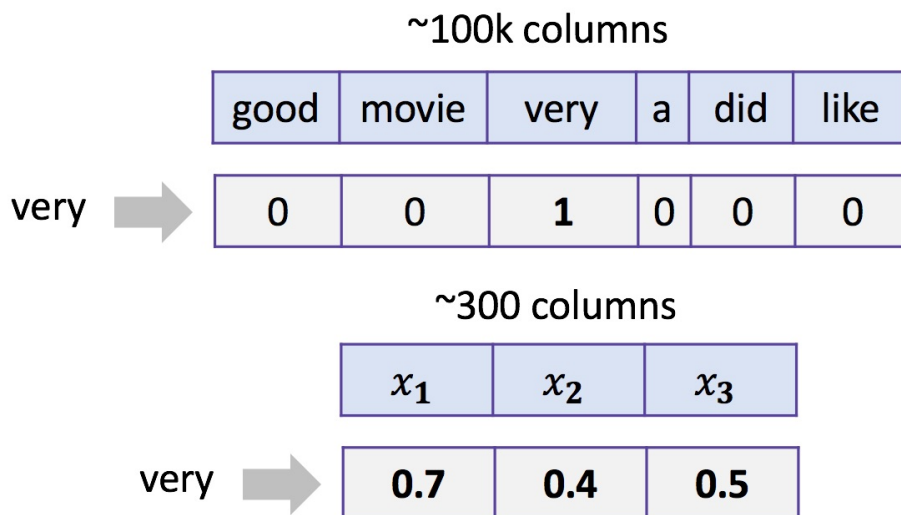 ~100k columns
good movie very a did like
very 0 0 1 0 0 0
~300 columns
x₁ x₂ x₃
very 0.7 0.4 0.5